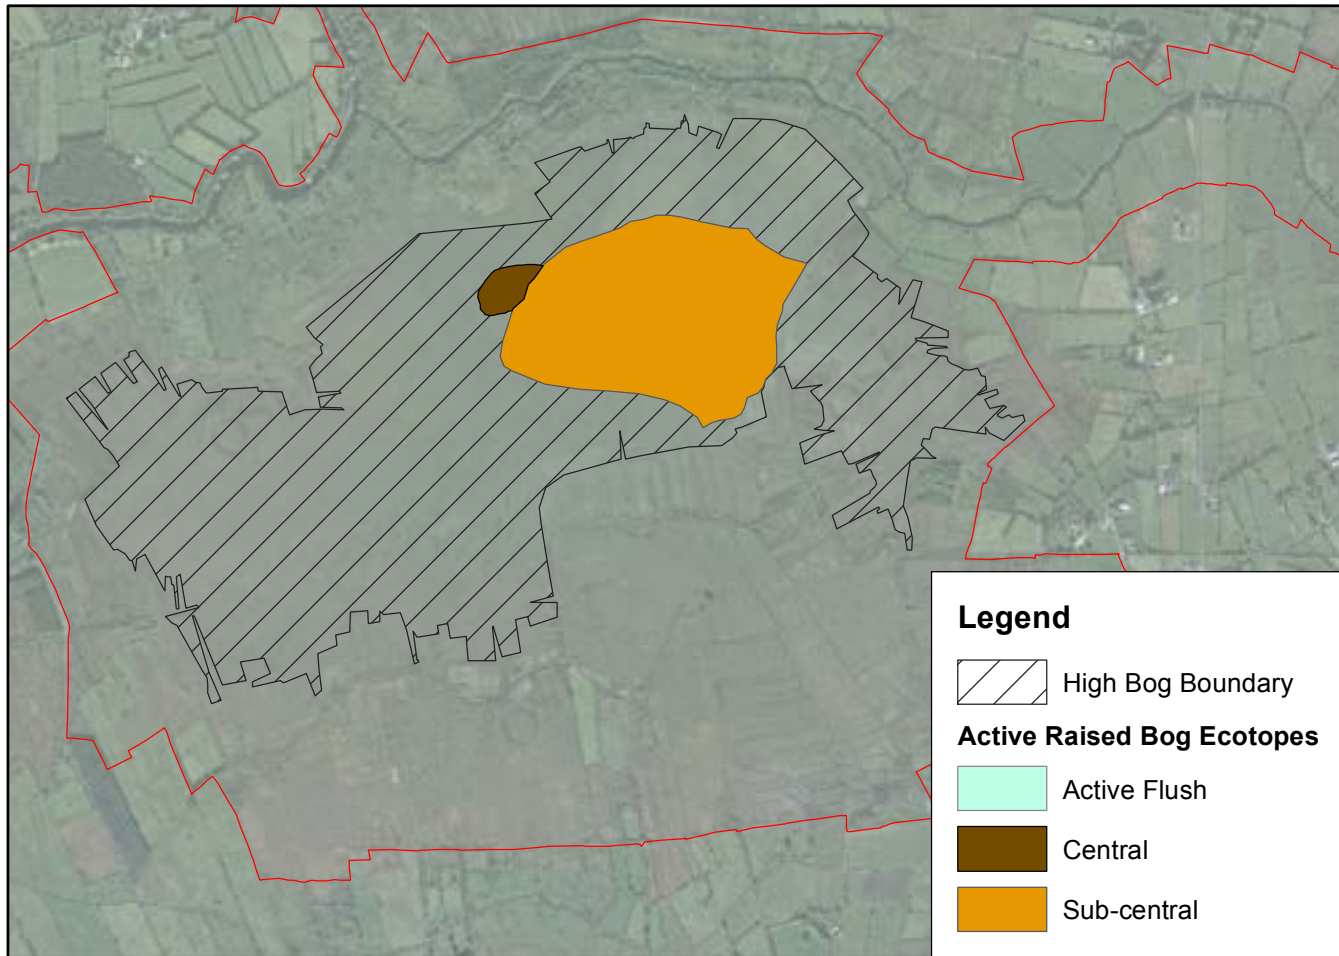 Legend
High Bog Boundary
Active Raised Bog Ecotopes
Active Flush
Central
Sub-central